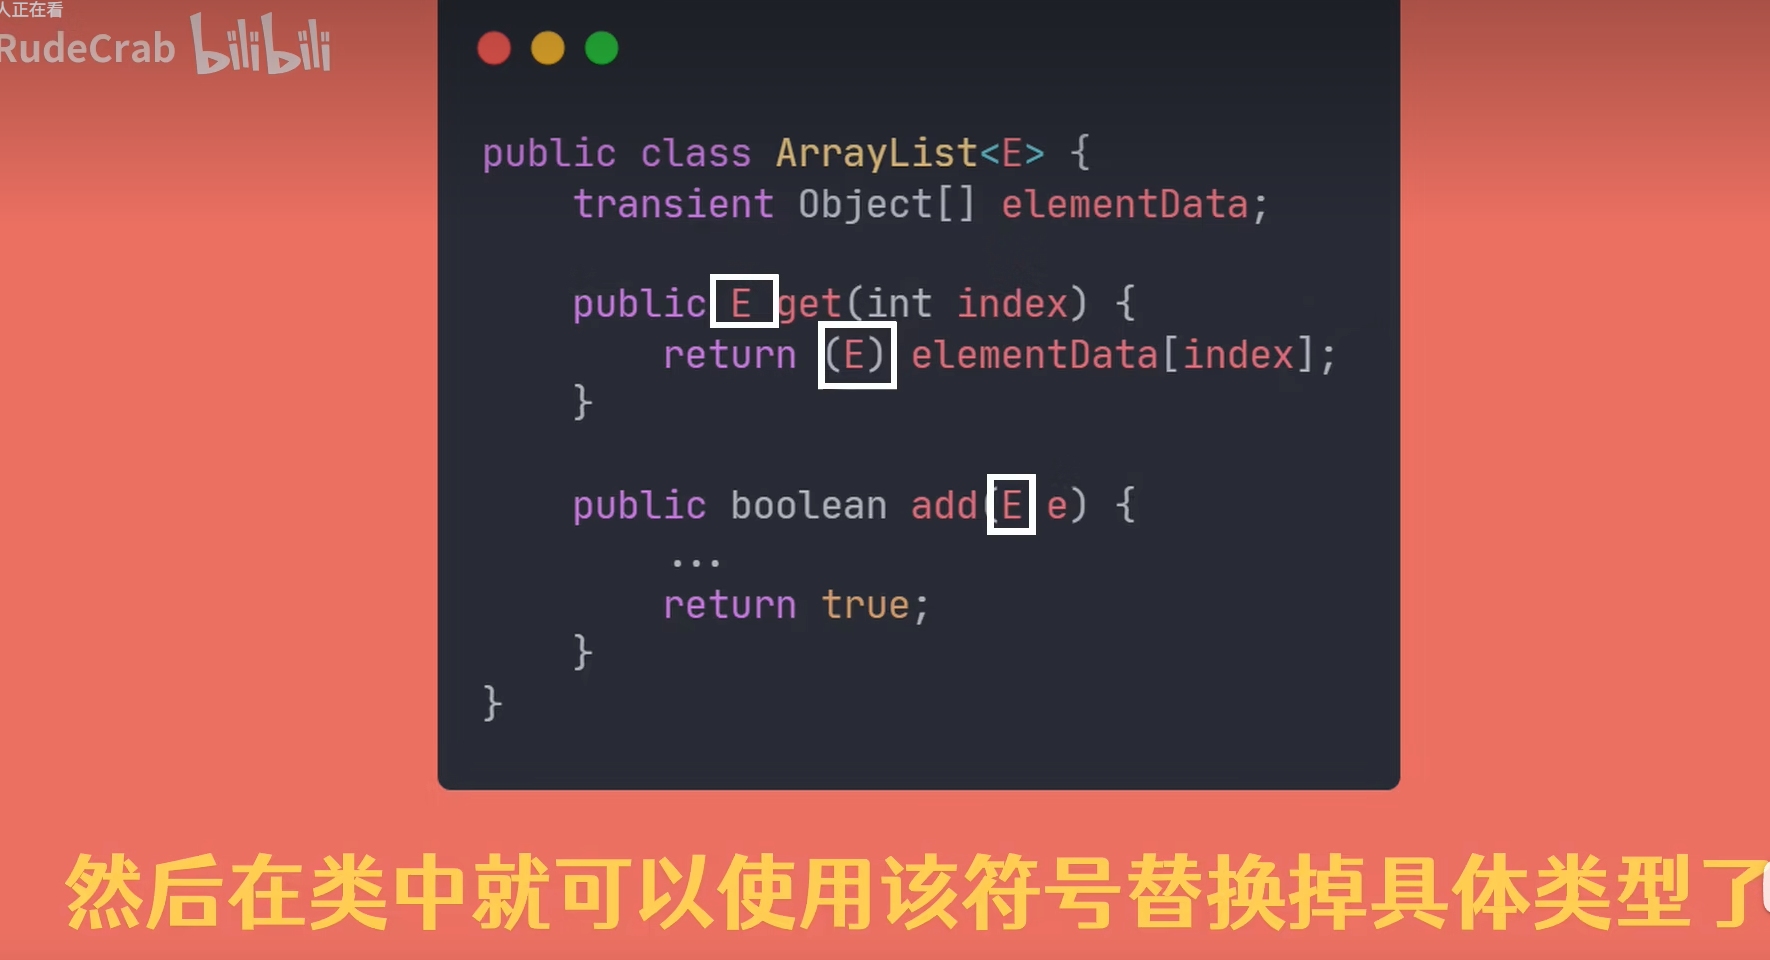 人正在看
RudeCrab bilibili
public class ArrayList<E> {
transient Object[] elementData;
public E get(int index) {
return (E) elementData[index];
}
public boolean add(E e) {
...
return true;
}
}
然后在类中就可以使用该符号替换掉具体类型了